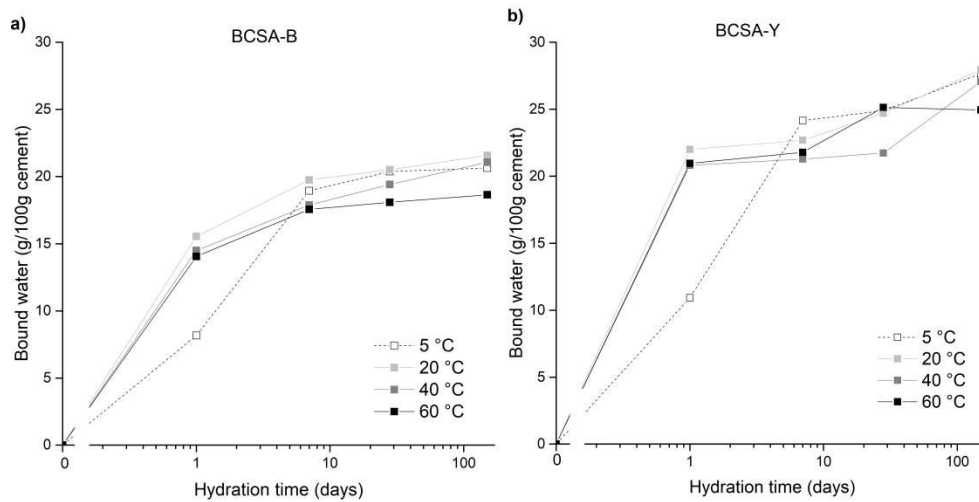 a)
BCSA-B
30
25
20
15
10
5
0
Bound water (g/100g cement)
5 °C
20 °C
40 °C
60 °C
0 1 10 100
Hydration time (days)
b)
BCSA-Y
30
25
20
15
10
5
0
Bound water (g/100g cement)
5 °C
20 °C
40 °C
60 °C
0 1 10 100
Hydration time (days)